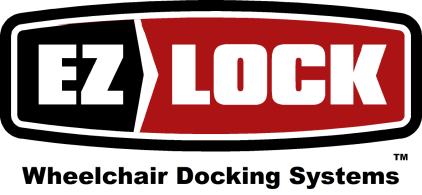 EZ LOCK
™
Wheelchair Docking Systems